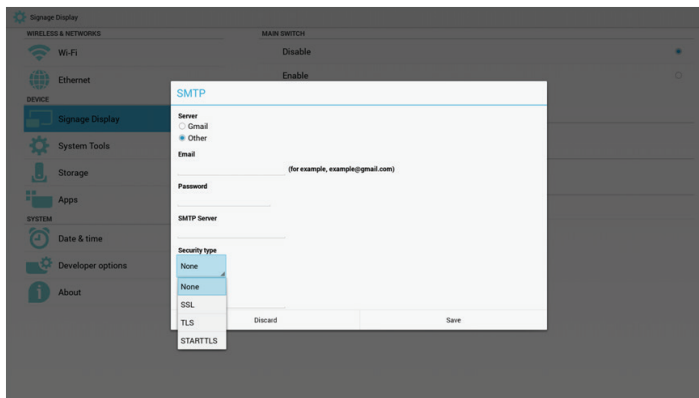 Signage Display
WIRELESS & NETWORKS
Wi-Fi
Ethernet
DEVICE
Signage Display
System Tools
Storage
Apps
SYSTEM
Date & time
Developer options
About
MAIN SWITCH
Disable
Enable
SMTP
Server
Gmail
Other
Email
(for example, example@gmail.com)
Password
SMTP Server
Security type
None
None
SSL
TLS
STARTTLS
Discard
Save